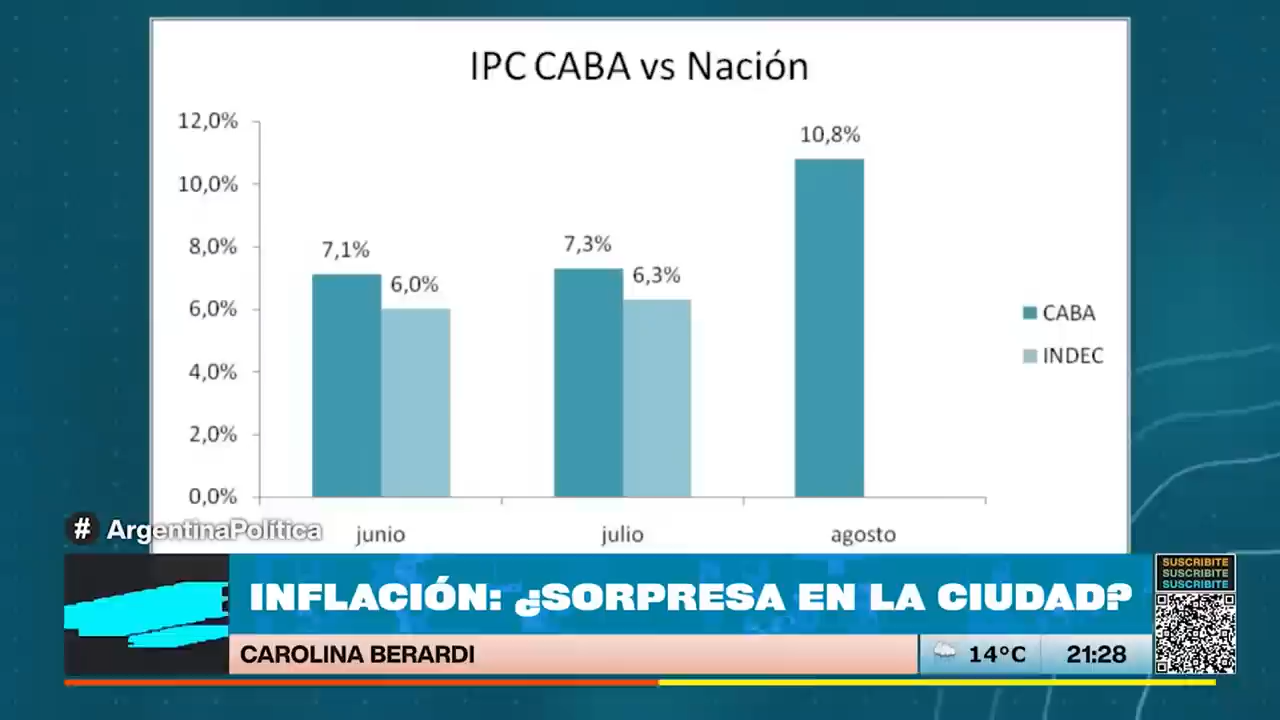 IPC CABA vs Nación
12,0%
10,0%
8,0%
6,0%
4,0%
2,0%
0,0%
7,1%
6,0%
7,3%
6,3%
10,8%
junio
julio
agosto
CABA
INDEC
# ArgentinaPolítica
INFLACIÓN: ¿SORPRESA EN LA CIUDAD?
CAROLINA BERARDI
14°C
21:28
SUSCRIBITE
SUSCRIBITE
SUSCRIBITE